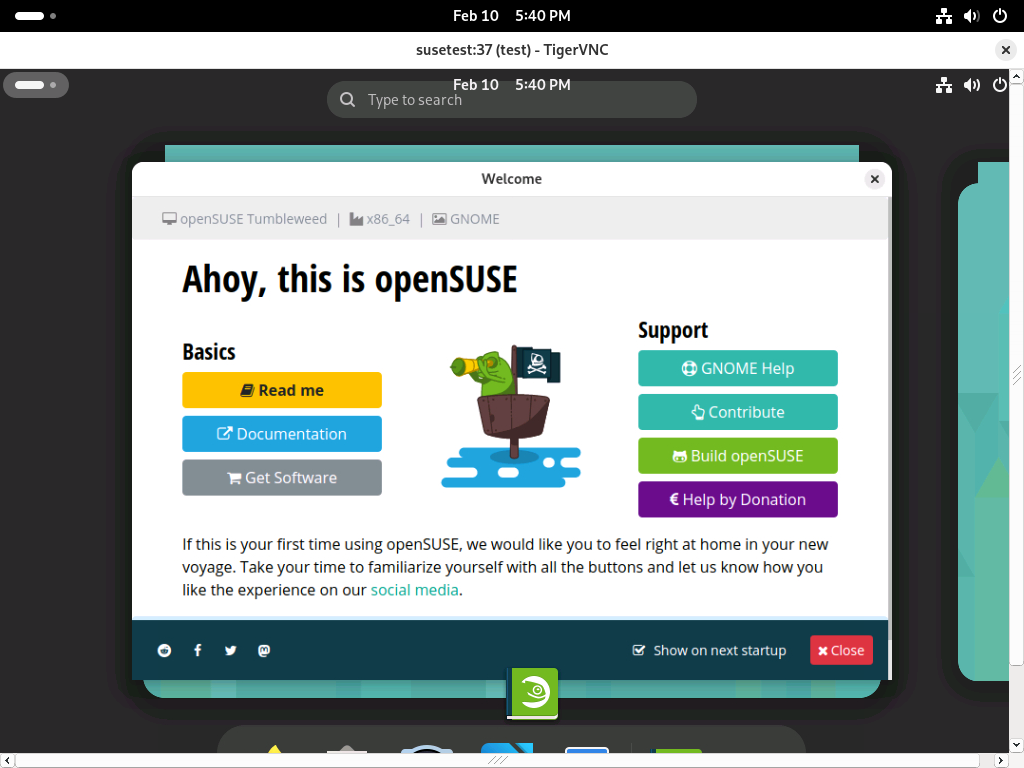 Feb 10 5:40 PM
susetest:37 (test) - TigerVNC
Feb 10 5:40 PM
Type to search
Welcome
openSUSE Tumbleweed | x86_64 | GNOME
Ahoy, this is openSUSE
Basics
Read me
Documentation
Get Software
Support
GNOME Help
Contribute
Build openSUSE
€ Help by Donation
If this is your first time using openSUSE, we would like you to feel right at home in your new
voyage. Take your time to familiarize yourself with all the buttons and let us know how you
like the experience on our social media.
Show on next startup
Close